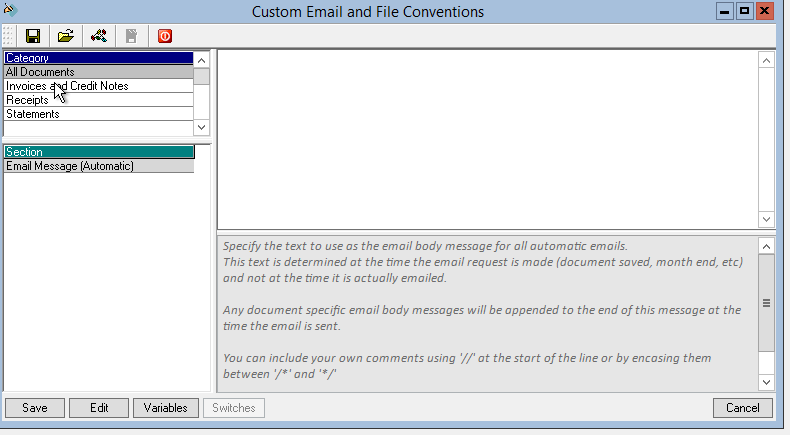 Custom Email and File Conventions
Category
All Documents
Invoices and Credit Notes
Receipts
Statements
Section
Email Message (Automatic)
Specify the text to use as the email body message for all automatic emails.
This text is determined at the time the email request is made (document saved, month end, etc)
and not at the time it is actually emailed.
Any document specific email body messages will be appended to the end of this message at the
time the email is sent.
You can include your own comments using '//' at the start of the line or by encasing them
between '/*' and '*/'
Save
Edit
Variables
Switches
Cancel